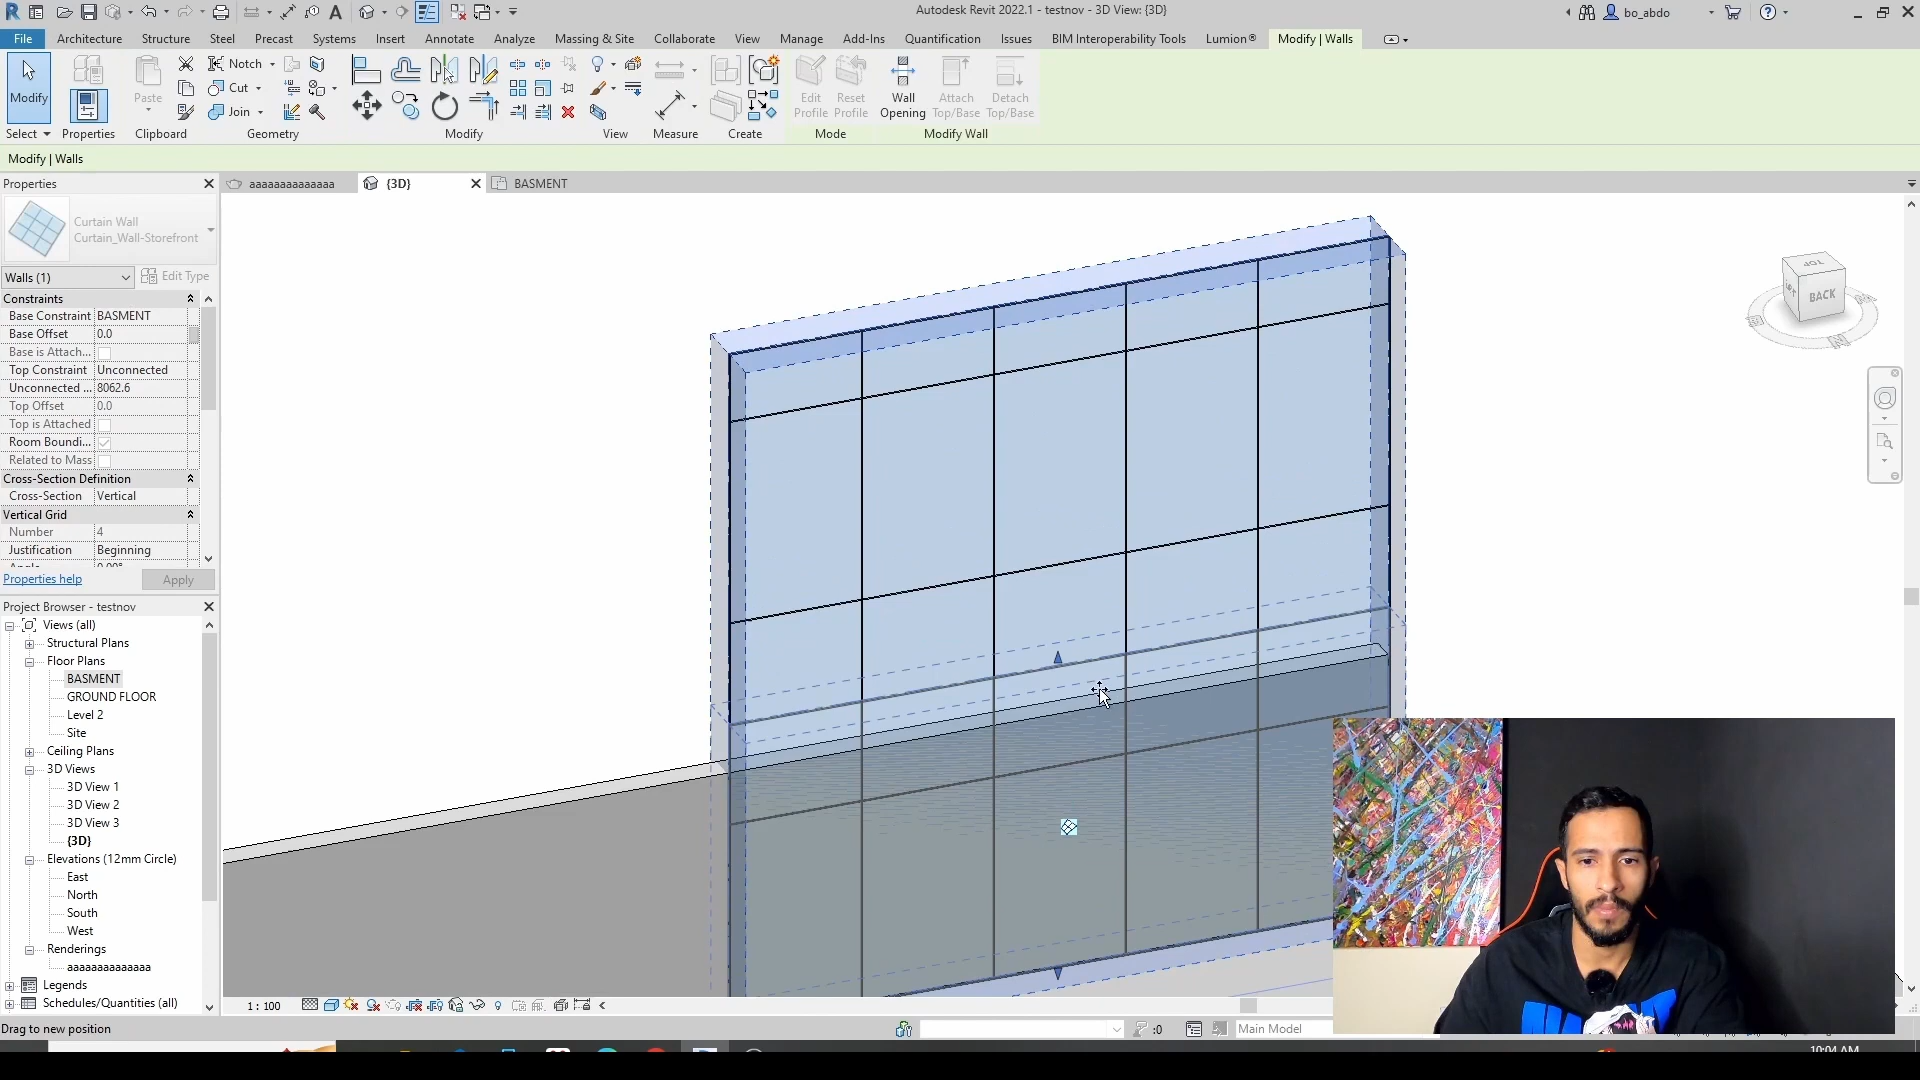 Autodesk Revit 2022.1 - testnov - 3D View: {3D}
bo_abdo
File
Architecture
Structure
Steel
Precast
Systems
Insert
Annotate
Analyze
Massing & Site
Collaborate
View
Manage
Add-Ins
Quantification
Issues
BIM Interoperability Tools
Lumion®
Modify | Walls
Modify
Paste
Notch
Cut
Join
Edit Profile
Reset Profile
Wall Opening
Attach Top/Base
Detach Top/Base
Select
Properties
Clipboard
Geometry
Modify
View
Measure
Create
Mode
Modify Wall
Modify | Walls
Properties
aaaaaaaaaaaaaa
{3D}
BASMENT
Curtain Wall
Curtain_Wall-Storefront
Walls (1)
Edit Type
Constraints
Base Constraint BASMENT
Base Offset 0.0
Base is Attach...
Top Constraint Unconnected
Unconnected ... 8062.6
Top Offset 0.0
Top is Attached
Room Boundi...
Related to Mass
Cross-Section Definition
Cross-Section Vertical
Vertical Grid
Number 4
Justification Beginning
Angle 0.00°
Properties help
Apply
Project Browser - testnov
Views (all)
Structural Plans
Floor Plans
BASMENT
GROUND FLOOR
Level 2
Site
Ceiling Plans
3D Views
3D View 1
3D View 2
3D View 3
{3D}
Elevations (12mm Circle)
East
North
South
West
Renderings
aaaaaaaaaaaaaa
Legends
Schedules/Quantities (all)
TOP
BACK
1 : 100
Drag to new position
:0
Main Model
10:04 AM